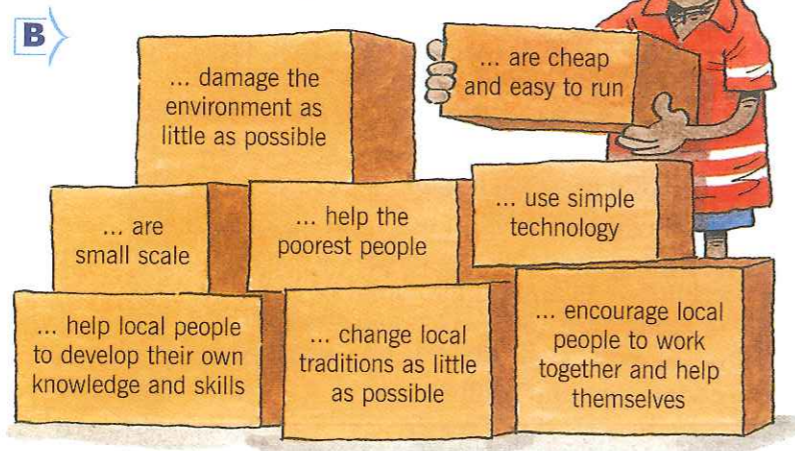 B
... damage the
environment as
little as possible
... are cheap
and easy to run
... are
small scale
... help the
poorest people
... use simple
technology
... help local people
to develop their own
knowledge and skills
... change local
traditions as little
as possible
... encourage local
people to work
together and help
themselves